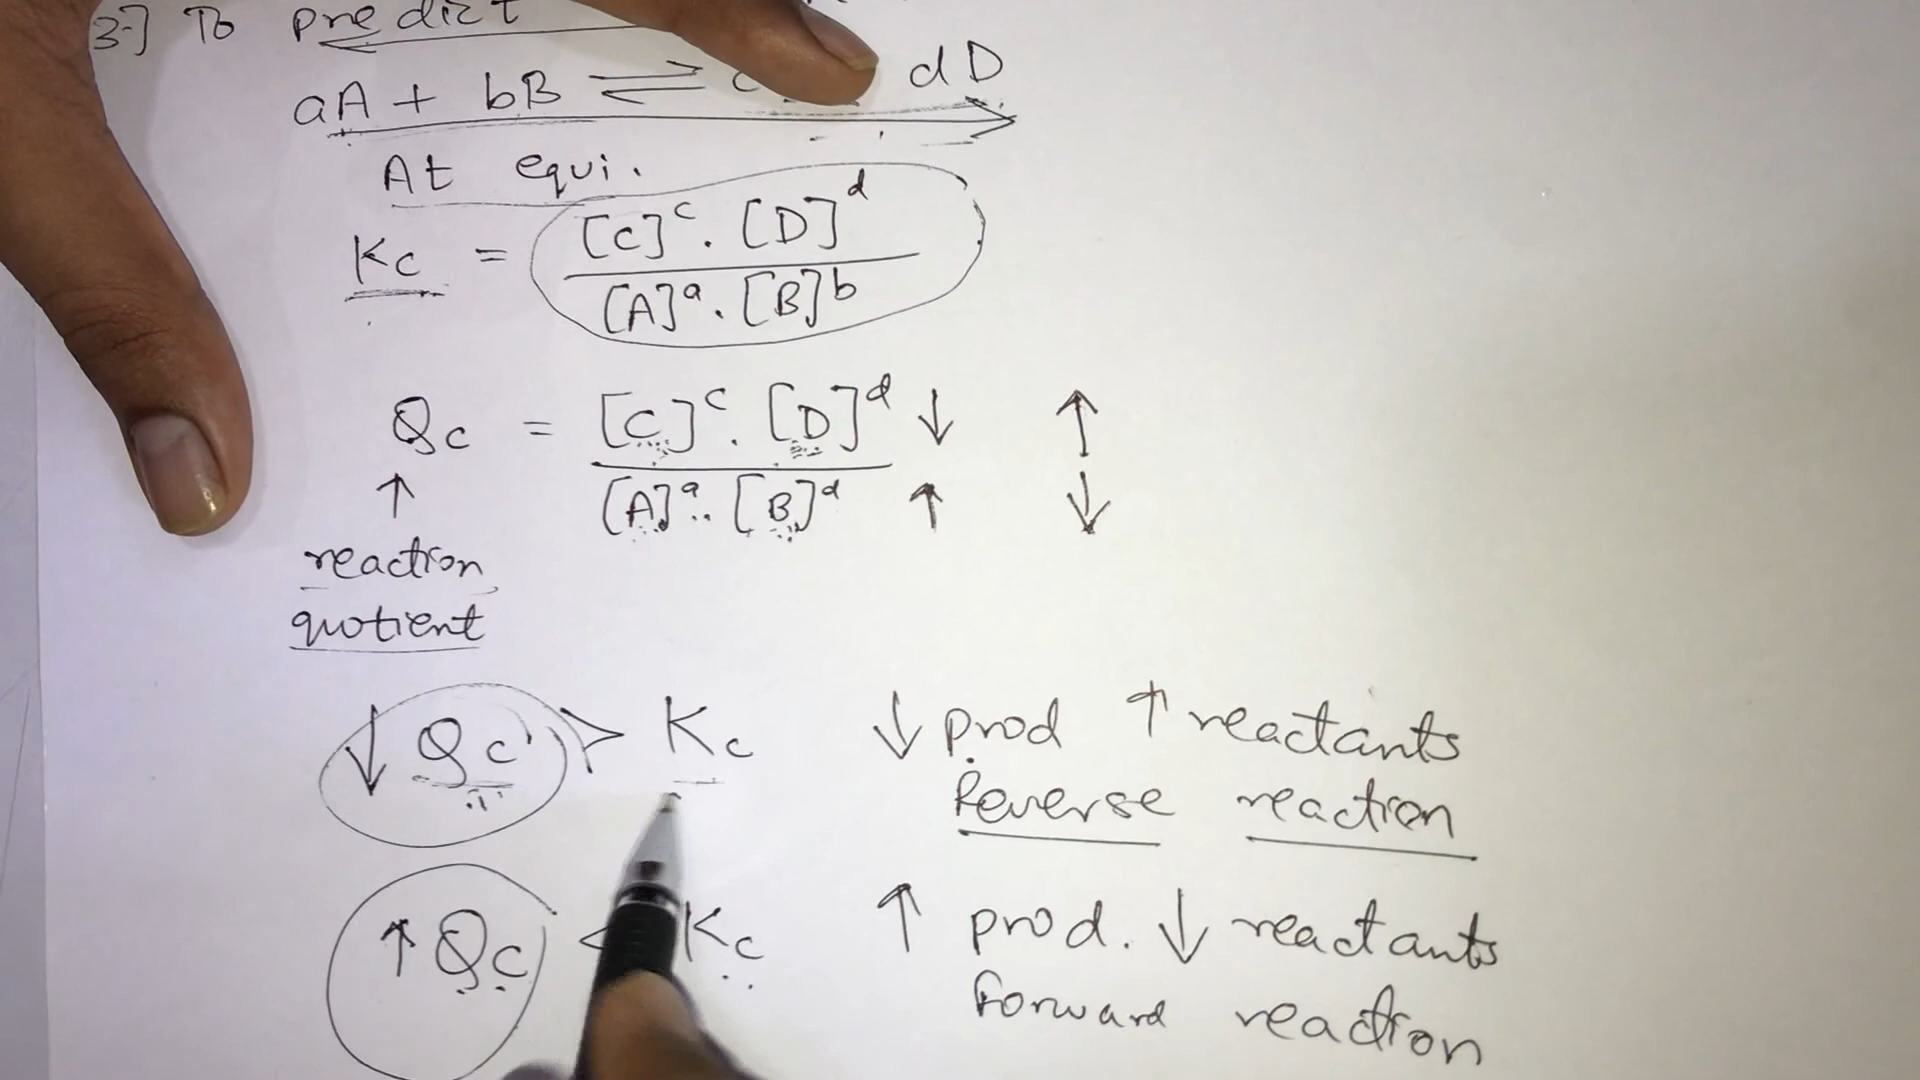 3-] To predict
aA + bB ⇌ c dD
At equi.
Kc = [C]^c . [D]^d / [A]^a . [B]^b
Qc = [C]^c . [D]^d ↓ ↑ / [A]^a . [B]^d ↑ ↓
↑
reaction
quotient
↓ Qc > Kc ↓ prod ↑ reactants
Reverse reaction
↑ Qc < Kc ↑ prod. ↓ reactants
forward reaction